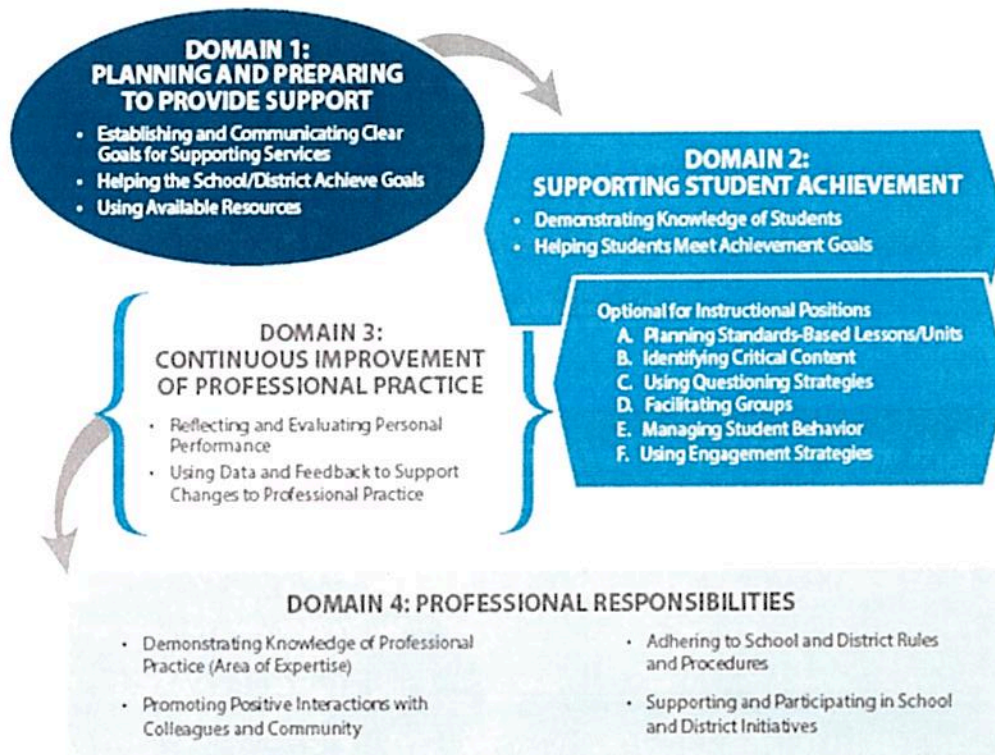 DOMAIN 1:
PLANNING AND PREPARING
TO PROVIDE SUPPORT
• Establishing and Communicating Clear
Goals for Supporting Services
• Helping the School/District Achieve Goals
• Using Available Resources
DOMAIN 2:
SUPPORTING STUDENT ACHIEVEMENT
• Demonstrating Knowledge of Students
• Helping Students Meet Achievement Goals
Optional for Instructional Positions
A. Planning Standards-Based Lessons/Units
B. Identifying Critical Content
C. Using Questioning Strategies
D. Facilitating Groups
E. Managing Student Behavior
F. Using Engagement Strategies
DOMAIN 3:
CONTINUOUS IMPROVEMENT
OF PROFESSIONAL PRACTICE
• Reflecting and Evaluating Personal
Performance
• Using Data and Feedback to Support
Changes to Professional Practice
DOMAIN 4: PROFESSIONAL RESPONSIBILITIES
• Demonstrating Knowledge of Professional
Practice (Area of Expertise)
• Promoting Positive Interactions with
Colleagues and Community
• Adhering to School and District Rules
and Procedures
• Supporting and Participating in School
and District Initiatives